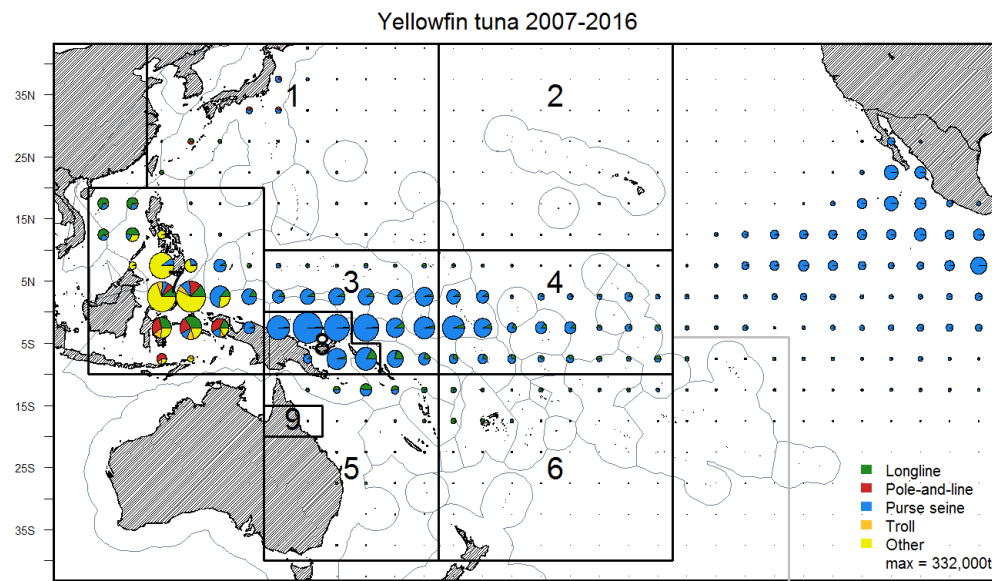 Yellowfin tuna 2007-2016
35N
25N
15N
5N
5S
15S
25S
35S
1
2
3
4
7
8
9
5
6
Longline
Pole-and-line
Purse seine
Troll
Other
max = 332,000t